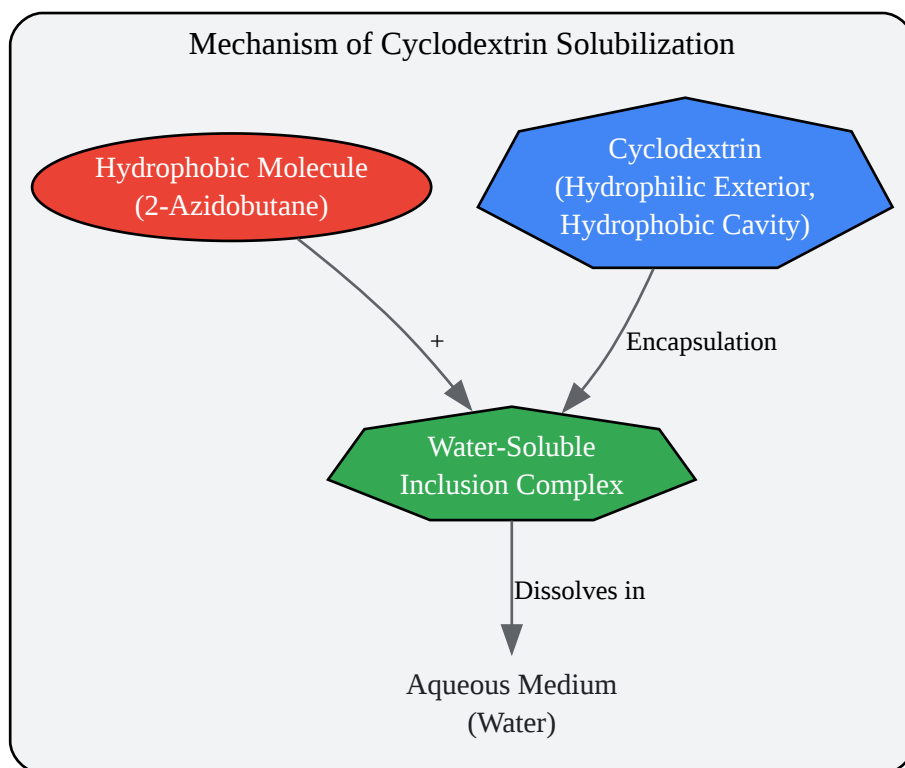 Mechanism of Cyclodextrin Solubilization
Hydrophobic Molecule
(2-Azidobutane)
Cyclodextrin
(Hydrophilic Exterior,
Hydrophobic Cavity)
+
Encapsulation
Water-Soluble
Inclusion Complex
Dissolves in
Aqueous Medium
(Water)